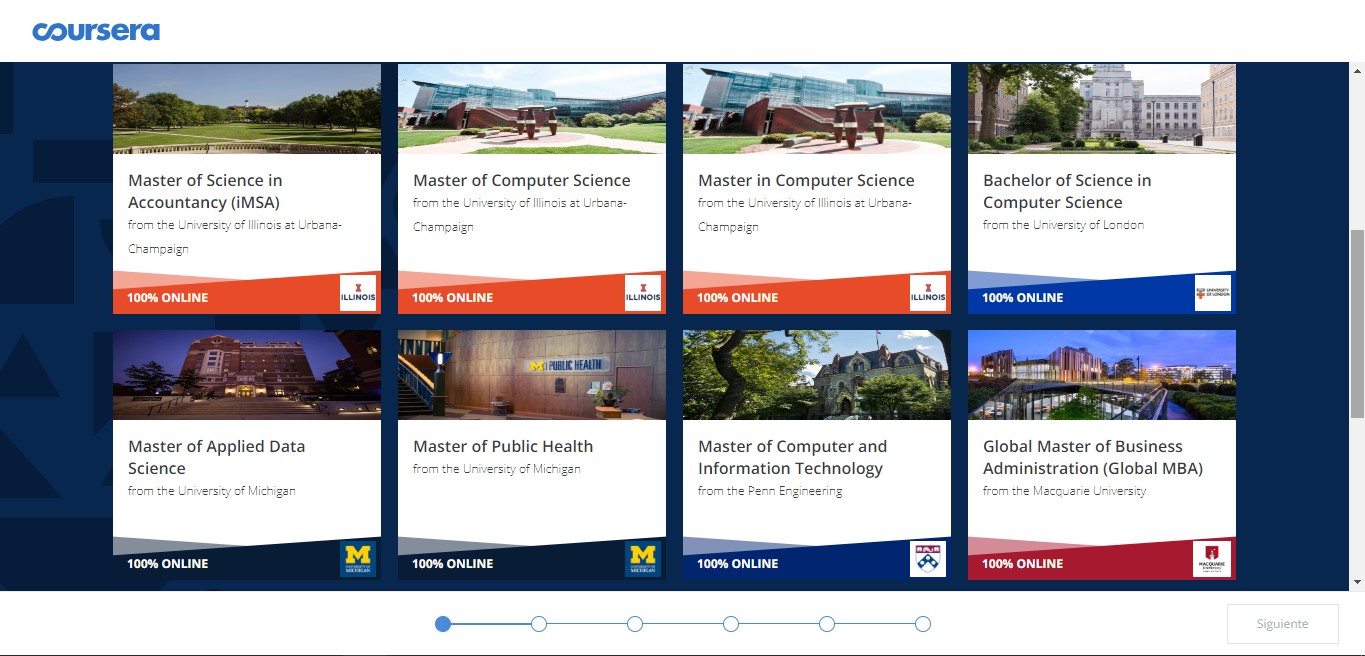 coursera
Master of Science in
Accountancy (iMSA)
from the University of Illinois at Urbana-
Champaign
100% ONLINE
ILLINOIS
Master of Computer Science
from the University of Illinois at Urbana-
Champaign
100% ONLINE
ILLINOIS
Master in Computer Science
from the University of Illinois at Urbana-
Champaign
100% ONLINE
ILLINOIS
Bachelor of Science in
Computer Science
from the University of London
100% ONLINE
UNIVERSITY
OF LONDON
Master of Applied Data
Science
from the University of Michigan
100% ONLINE
M
UNIVERSITY OF
MICHIGAN
M PUBLIC HEALTH
Master of Public Health
from the University of Michigan
100% ONLINE
M
UNIVERSITY OF
MICHIGAN
Master of Computer and
Information Technology
from the Penn Engineering
100% ONLINE
Global Master of Business
Administration (Global MBA)
from the Macquarie University
100% ONLINE
MACQUARIE
University
Siguiente